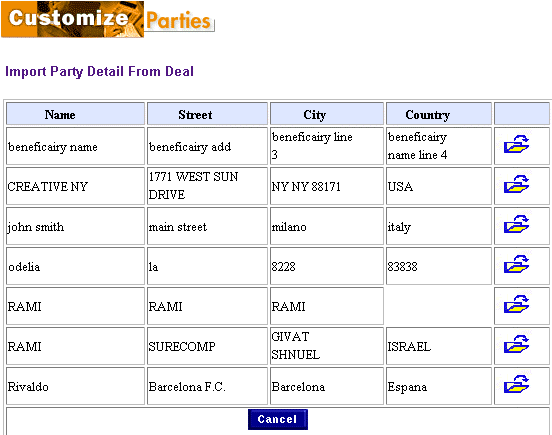 Customize Parties
Import Party Detail From Deal
Name Street City Country
beneficairy name beneficairy add beneficairy line 3 beneficairy name line 4
CREATIVE NY 1771 WEST SUN DRIVE NY NY 88171 USA
john smith main street milano italy
odelia la 8228 83838
RAMI RAMI RAMI
RAMI SURECOMP GIVAT SHNUEL ISRAEL
Rivaldo Barcelona F.C. Barcelona Espana
Cancel